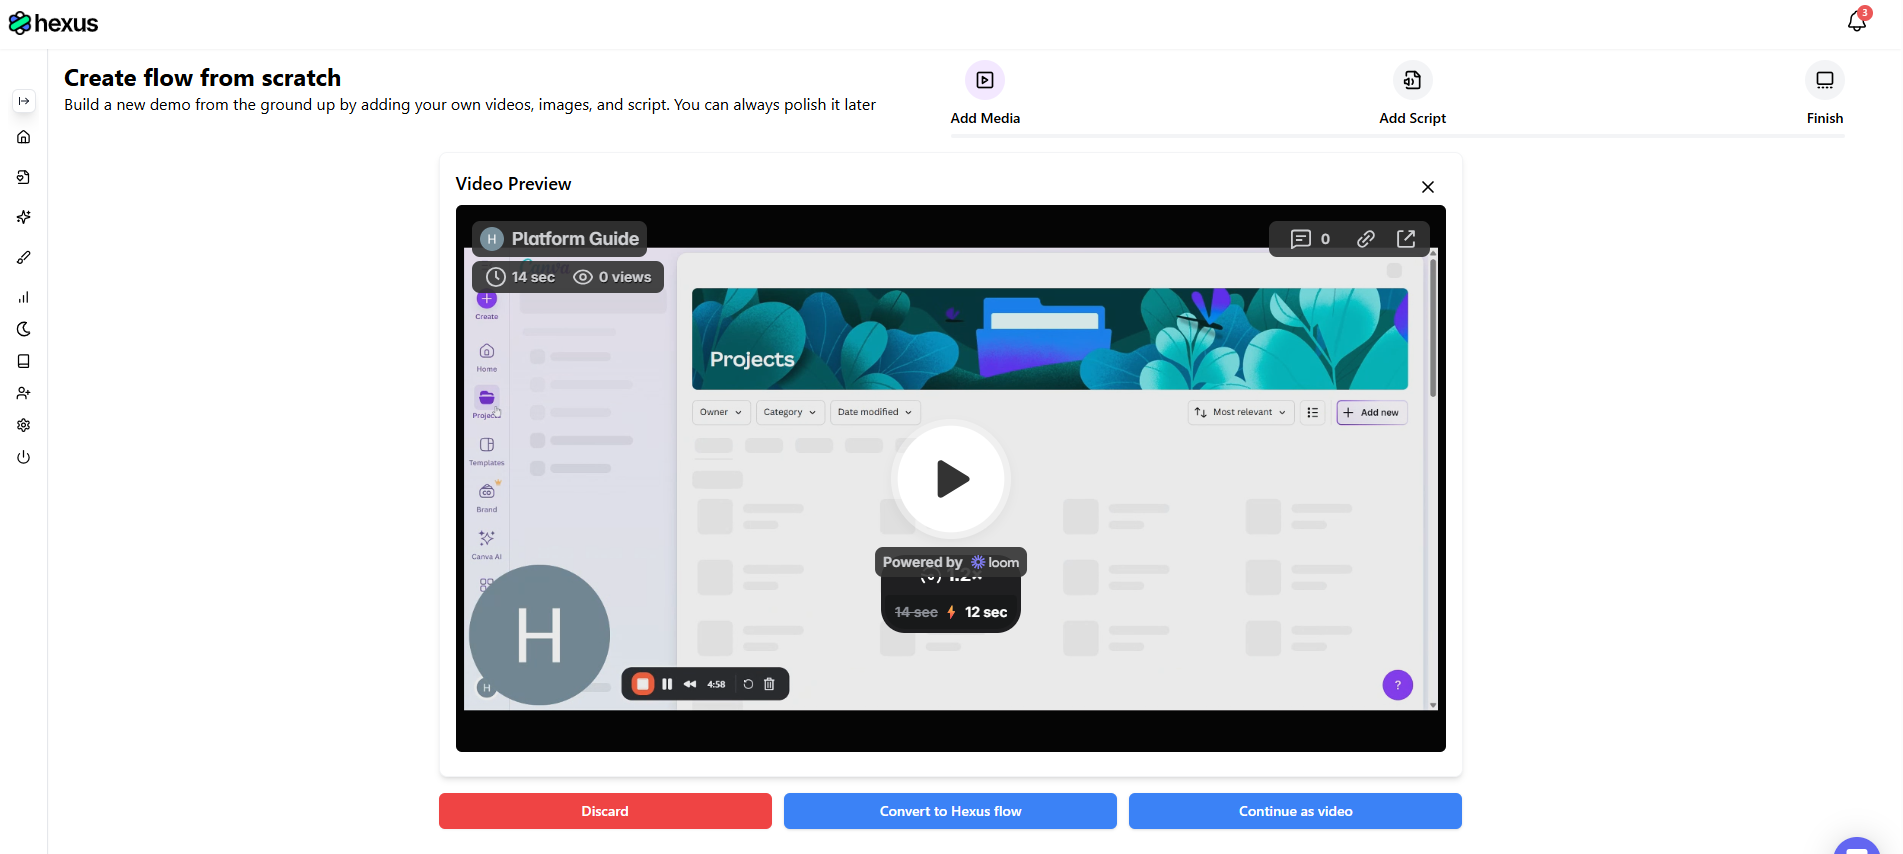 hexus
3
Create flow from scratch
Build a new demo from the ground up by adding your own videos, images, and script. You can always polish it later
Add Media
Add Script
Finish
Video Preview
H Platform Guide
0
14 sec 0 views
Create
Home
Projects
Templates
Brand
Canva AI
Projects
Owner
Category
Date modified
Most relevant
Add new
Powered by loom
1.2×
14 sec 12 sec
H
H
4:58
?
Discard
Convert to Hexus flow
Continue as video